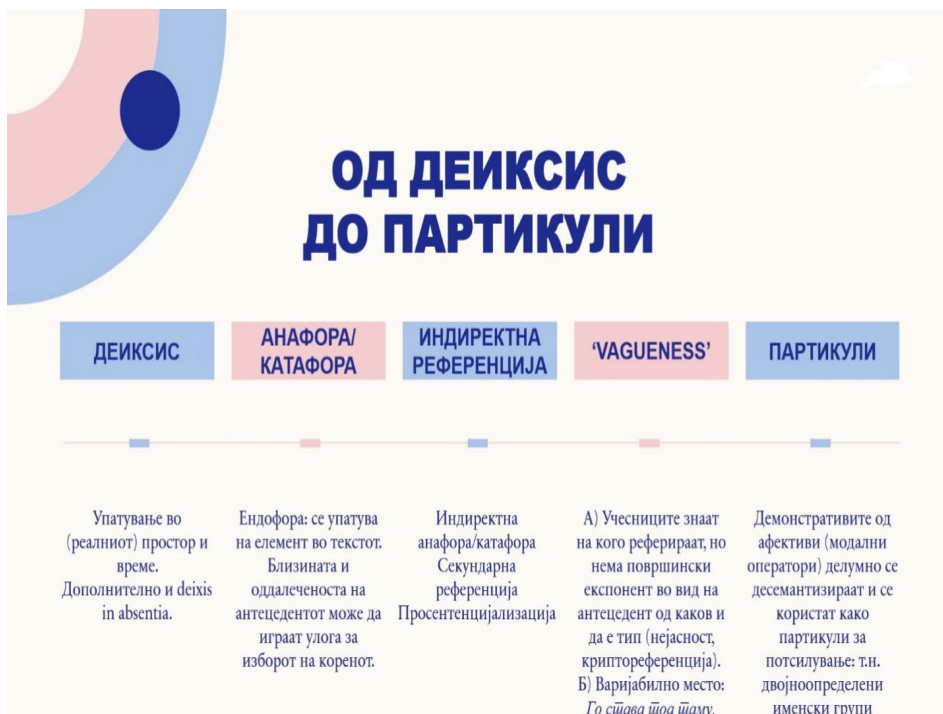 ОД ДЕИКСИС
ДО ПАРТИКУЛИ
ДЕИКСИС
АНАФОРА/
КАТАФОРА
ИНДИРЕКТНА
РЕФЕРЕНЦИЈА
‘VAGUENESS’
ПАРТИКУЛИ
Упатување во
(реалниот) простор и
време.
Дополнително и deixis
in absentia.
Ендофора: се упатува
на елемент во текстот.
Близината и
оддалеченоста на
антецедентот може да
играат улога за
изборот на коренот.
Индиректна
анафора/катафора
Секундарна
референција
Просентенцијализација
А) Учесниците знаат
на кого реферираат, но
нема површински
експонент во вид на
антецедент од каков и
да е тип (нејасност,
криптореференција).
Б) Варијабилно место:
Го става тоа таму.
Демонстративите од
афективи (модални
оператори) делумно се
десемантизираат и се
користат како
партикули за
потсилување: т.н.
двојноопределени
именски групи